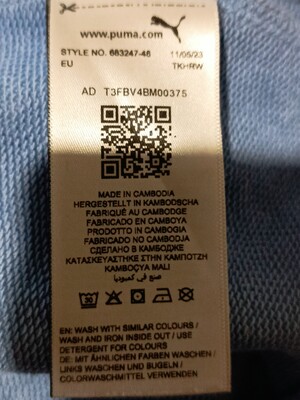 www.puma.com
STYLE NO. 683247-46 11/05/23
EU TKHRW
AD T3FBV4BM00375
MADE IN CAMBODIA
HERGESTELLT IN KAMBODSCHA
FABRIQUÉ AU CAMBODGE
FABRICADO EN CAMBOYA
PRODOTTO IN CAMBOGIA
FABRICADO NO CAMBODJA
СДЕЛАНО В КАМБОДЖЕ
ΚΑΤΑΣΚΕΥΑΣΤΗΚΕ ΣΤΗΝ ΚΑΜΠΟΤΖΗ
KAMBOÇYA MALI
صنع في كمبوديا
30
EN: WASH WITH SIMILAR COLOURS /
WASH AND IRON INSIDE OUT / USE
DETERGENT FOR COLOURS
DE: MIT ÄHNLICHEN FARBEN WASCHEN /
LINKS WASCHEN UND BÜGELN /
COLORWASCHMITTEL VERWENDEN